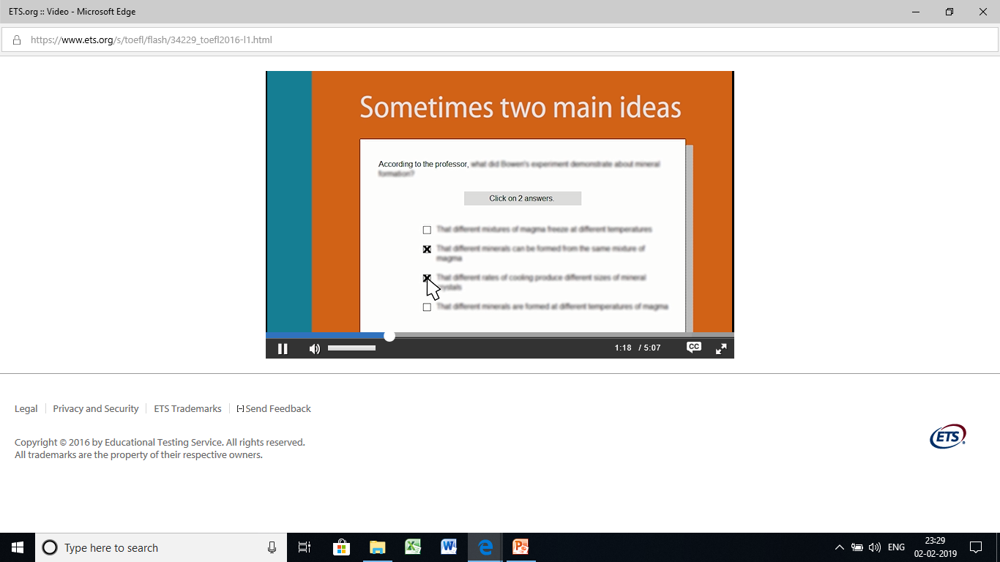 ETS.org :: Video - Microsoft Edge
https://www.ets.org/s/toefl/flash/34229_toefl2016-l1.html
Sometimes two main ideas
According to the professor, what did Bowen's experiment demonstrate about mineral
formation?
Click on 2 answers.
That different mixtures of magma freeze at different temperatures
That different minerals can be formed from the same mixture of
magma
That different rates of cooling produce different sizes of mineral
crystals
That different minerals are formed at different temperatures of magma
1:18 / 5:07
CC
Legal
Privacy and Security
ETS Trademarks
[-]Send Feedback
Copyright © 2016 by Educational Testing Service. All rights reserved.
All trademarks are the property of their respective owners.
ETS®
Type here to search
ENG
23:29
02-02-2019